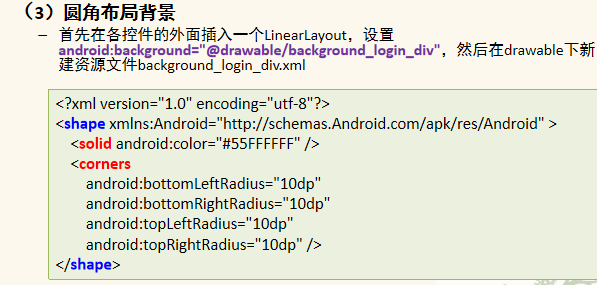 （3）圆角布局背景
– 首先在各控件的外面插入一个LinearLayout，设置
android:background="@drawable/background_login_div"，然后在drawable下新
建资源文件background_login_div.xml
<?xml version="1.0" encoding="utf-8"?>
<shape xmlns:Android="http://schemas.Android.com/apk/res/Android" >
<solid android:color="#55FFFFFF" />
<corners
android:bottomLeftRadius="10dp"
android:bottomRightRadius="10dp"
android:topLeftRadius="10dp"
android:topRightRadius="10dp" />
</shape>